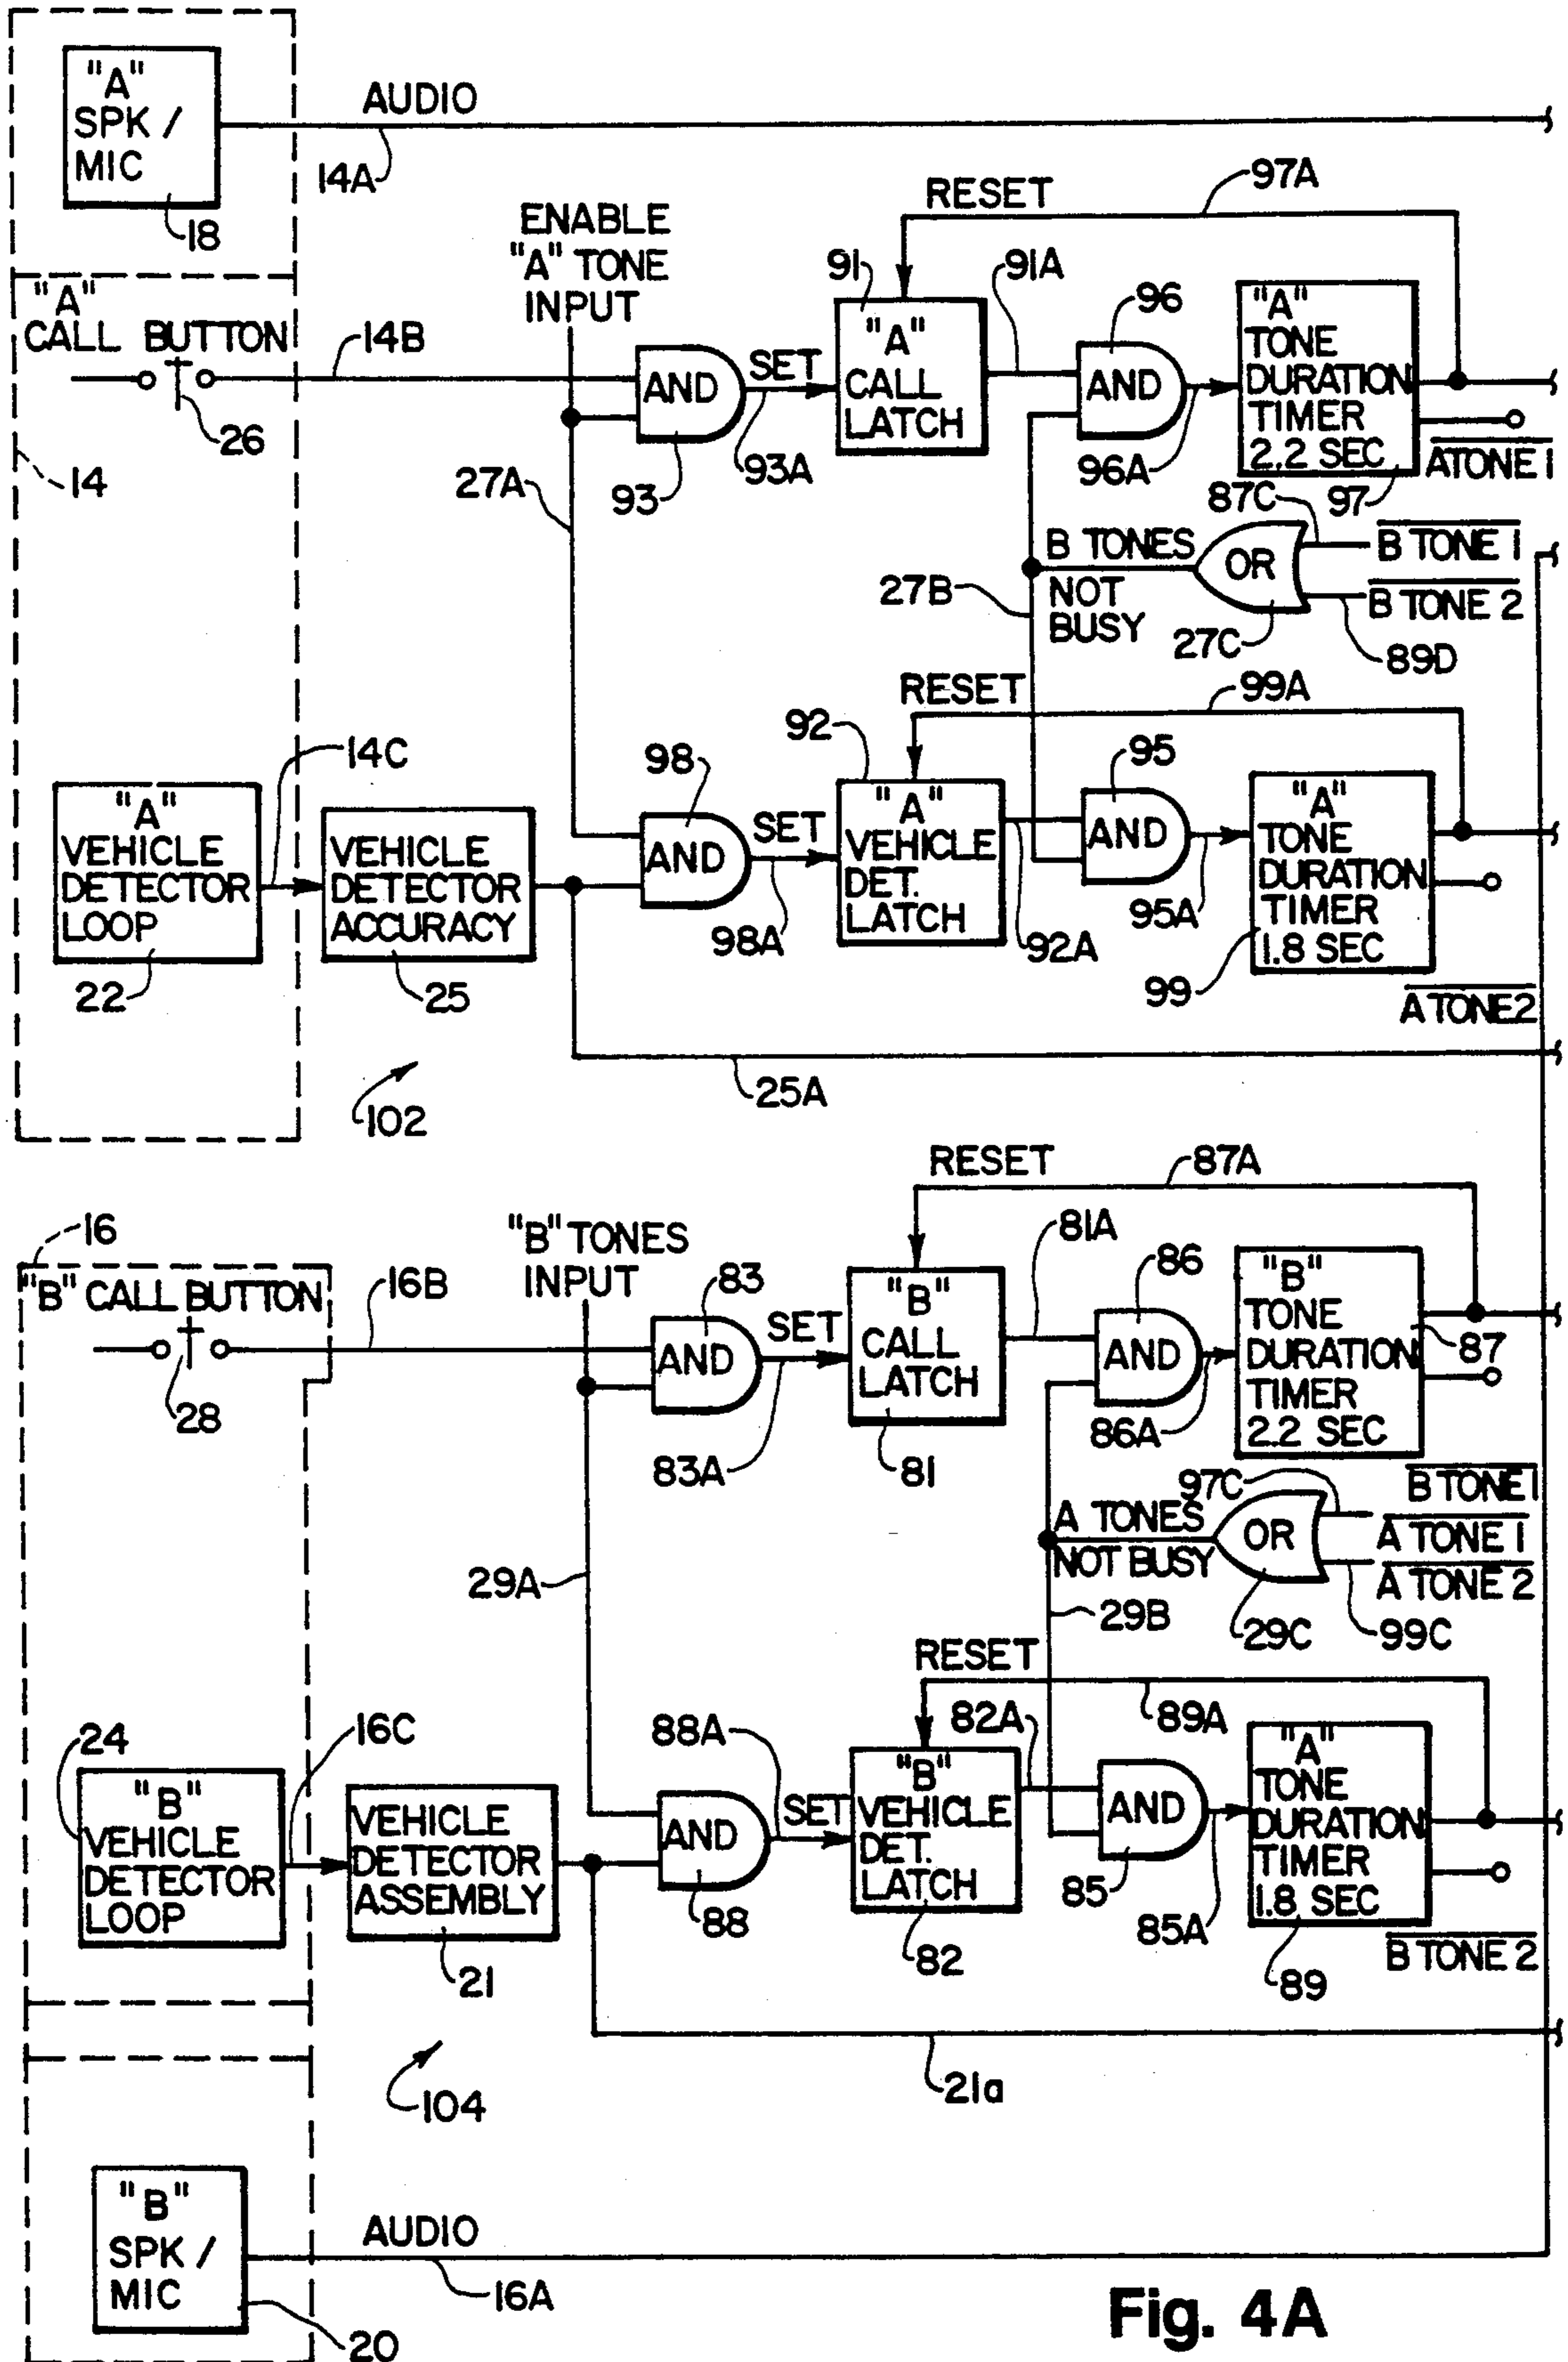 "A"
SPK /
MIC
18
AUDIO
14A
ENABLE
"A" TONE
INPUT
RESET
97A
"A"
CALL BUTTON
14B
26
14
AND
93
SET
93A
27A
91
"A"
CALL
LATCH
91A
96
AND
96A
"A"
TONE
DURATION
TIMER
2.2 SEC
97
A TONE 1
87C
B TONES
NOT
BUSY
27B
OR
27C
B TONE 1
B TONE 2
89D
RESET
99A
14C
"A"
VEHICLE
DETECTOR
LOOP
22
VEHICLE
DETECTOR
ACCURACY
25
98
AND
SET
98A
92
"A"
VEHICLE
DET.
LATCH
92A
95
AND
95A
"A"
TONE
DURATION
TIMER
1.8 SEC
99
A TONE 2
25A
102
RESET
87A
16
"B" CALL BUTTON
28
16B
"B" TONES
INPUT
83
AND
SET
83A
"B"
CALL
LATCH
81
81A
86
AND
86A
"B"
TONE
DURATION
TIMER
2.2 SEC
87
B TONE 1
97C
29A
A TONES
NOT BUSY
29B
OR
29C
A TONE 1
A TONE 2
99C
RESET
89A
24
"B"
VEHICLE
DETECTOR
LOOP
16C
VEHICLE
DETECTOR
ASSEMBLY
21
88A
AND
88
SET
"B"
VEHICLE
DET.
LATCH
82
82A
AND
85
85A
"A"
TONE
DURATION
TIMER
1.8 SEC
89
B TONE 2
21a
104
"B"
SPK /
MIC
20
AUDIO
16A
Fig. 4A